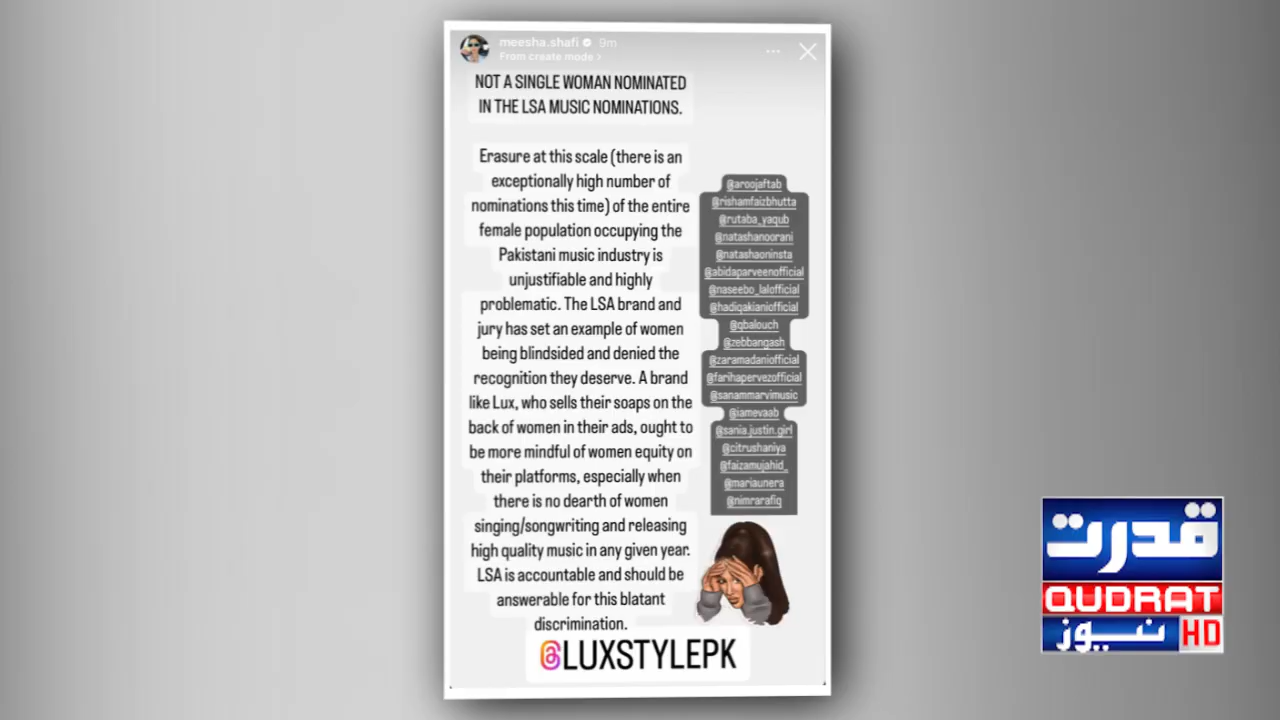 meesha.shafi 9m
From create mode >
NOT A SINGLE WOMAN NOMINATED
IN THE LSA MUSIC NOMINATIONS.
Erasure at this scale (there is an
exceptionally high number of
nominations this time) of the entire
female population occupying the
Pakistani music industry is
unjustifiable and highly
problematic. The LSA brand and
jury has set an example of women
being blindsided and denied the
recognition they deserve. A brand
like Lux, who sells their soaps on the
back of women in their ads, ought to
be more mindful of women equity on
their platforms, especially when
there is no dearth of women
singing/songwriting and releasing
high quality music in any given year.
LSA is accountable and should be
answerable for this blatant
discrimination.
@LUXSTYLEPK
@aroojaftab
@rishamfaizbhutta
@rutaba_yaqub
@natashanoorani
@natashaoninsta
@abidaparveenofficial
@naseebo_lalofficial
@hadiqakianiofficial
@qbalouch
@zebbangash
@zaramadaniofficial
@farihapervezofficial
@sanammarvimusic
@iamevaab
@sania.justin.girl
@citrushaniya
@faizamujahid_
@mariaunera
@nimrarafiq
قدرت
QUDRAT
نیوز HD